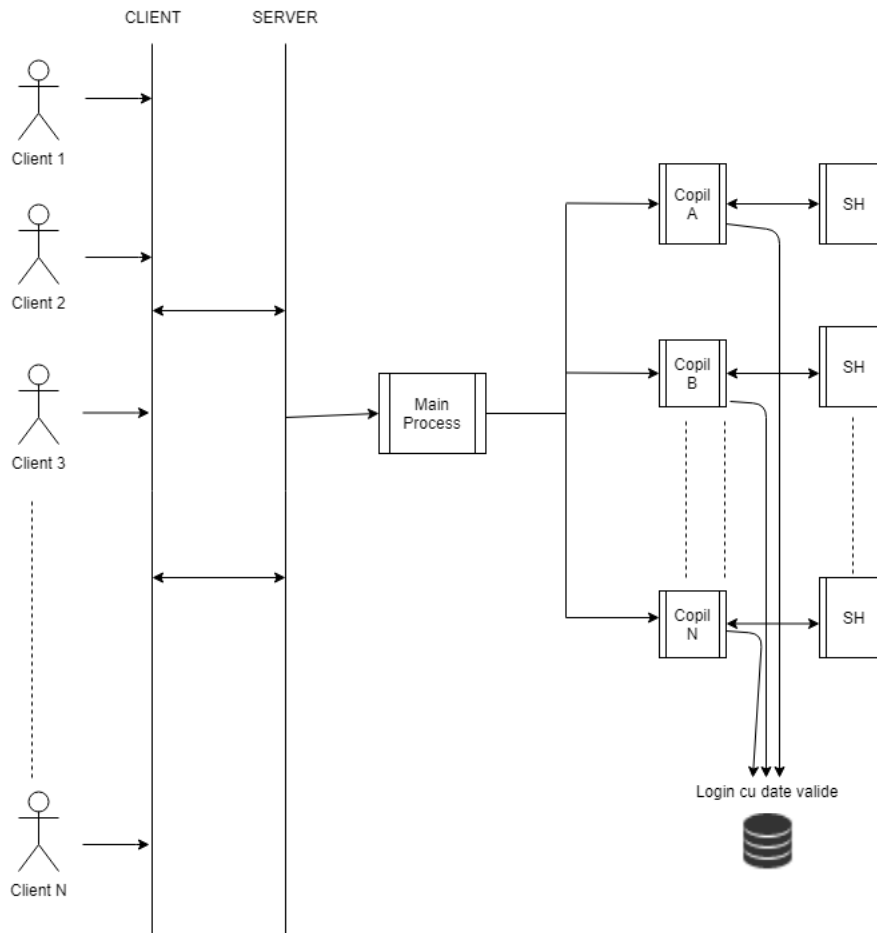 CLIENT
SERVER
Client 1
Client 2
Client 3
Client N
Main
Process
Copil
A
SH
Copil
B
SH
Copil
N
SH
Login cu date valide